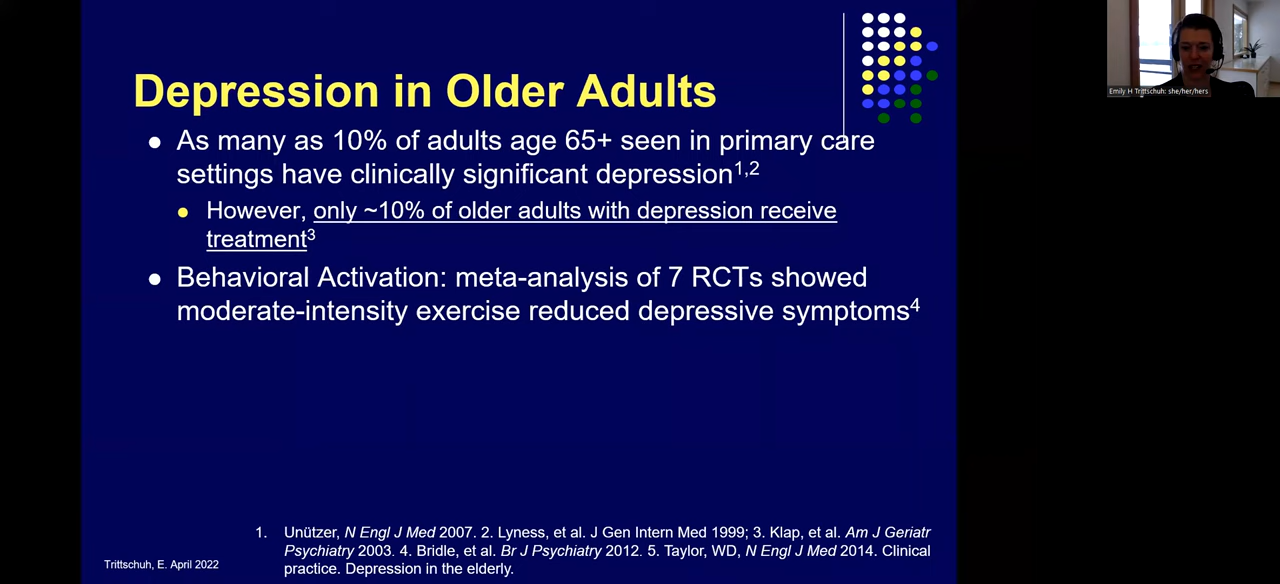 Depression in Older Adults
As many as 10% of adults age 65+ seen in primary care
settings have clinically significant depression1,2
However, only ~10% of older adults with depression receive
treatment3
Behavioral Activation: meta-analysis of 7 RCTs showed
moderate-intensity exercise reduced depressive symptoms4
1. Unützer, N Engl J Med 2007. 2. Lyness, et al. J Gen Intern Med 1999; 3. Klap, et al. Am J Geriatr
Psychiatry 2003. 4. Bridle, et al. Br J Psychiatry 2012. 5. Taylor, WD, N Engl J Med 2014. Clinical
practice. Depression in the elderly.
Trittschuh, E. April 2022
Emily H Trittschuh: she/her/hers